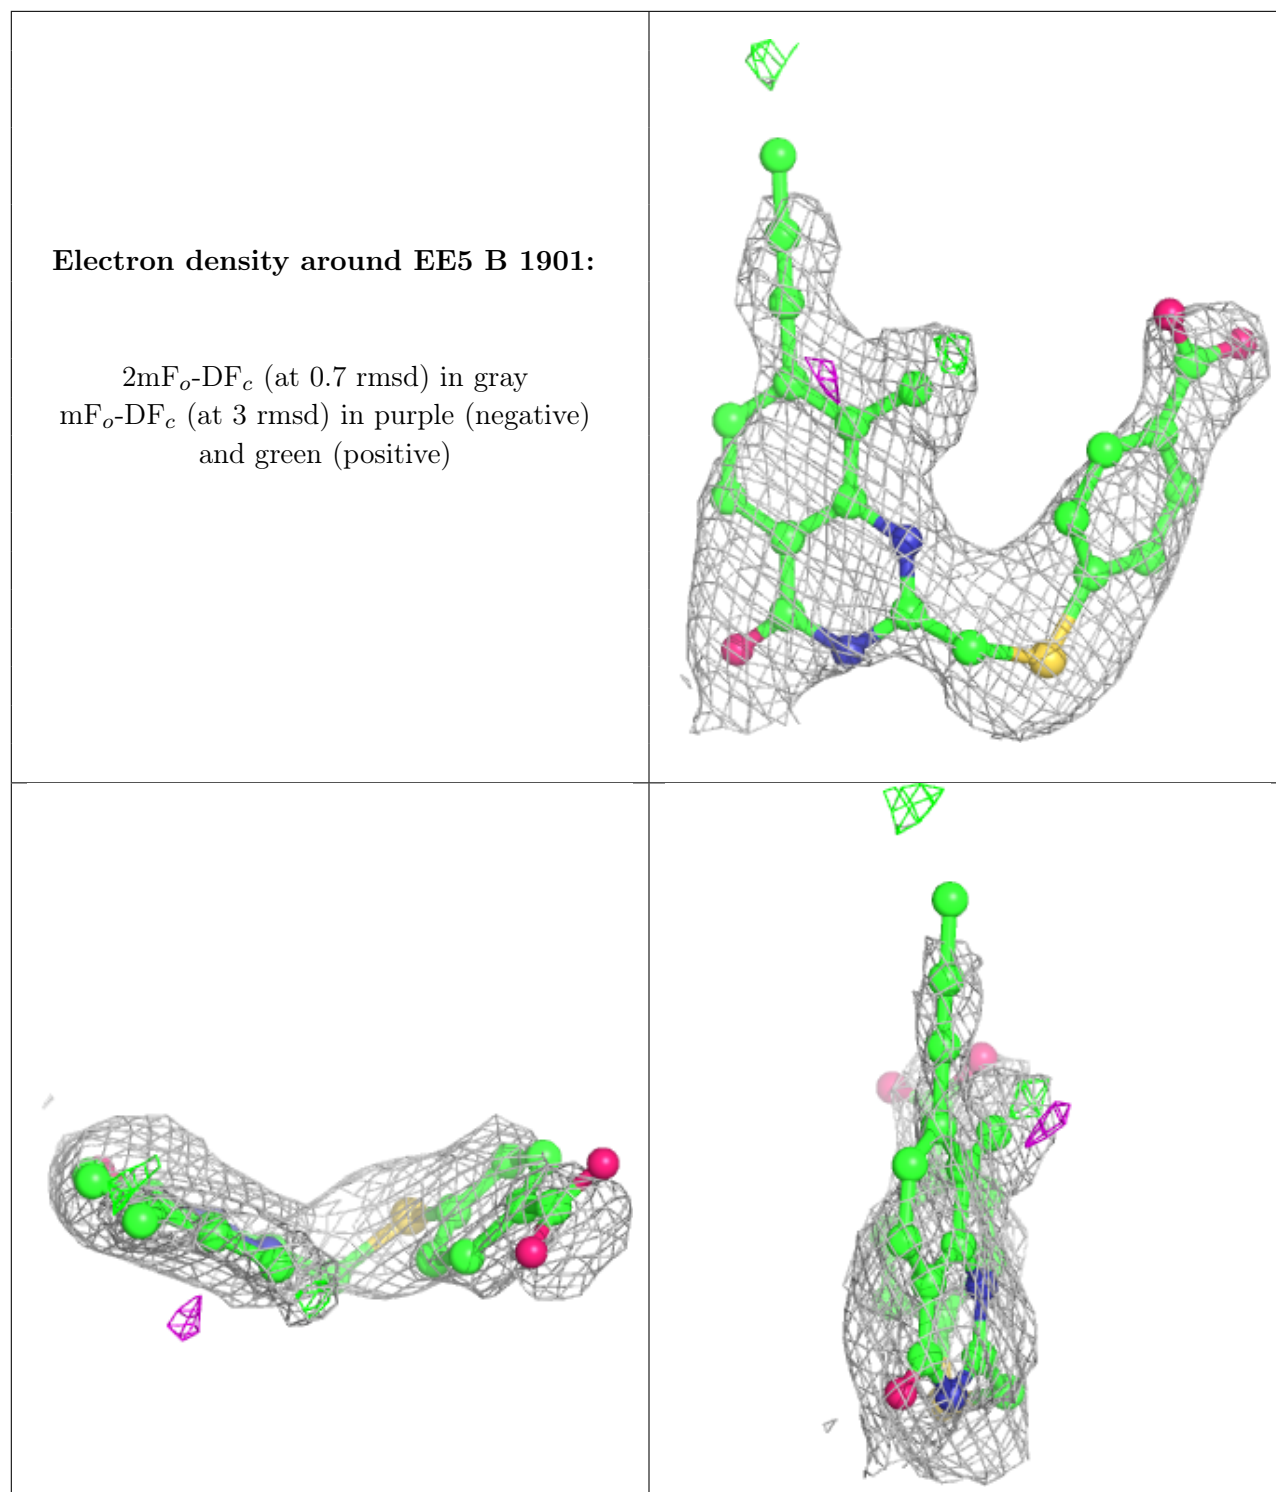 Electron density around EE5 B 1901:
2mFo-DFc (at 0.7 rmsd) in gray
mFo-DFc (at 3 rmsd) in purple (negative)
and green (positive)